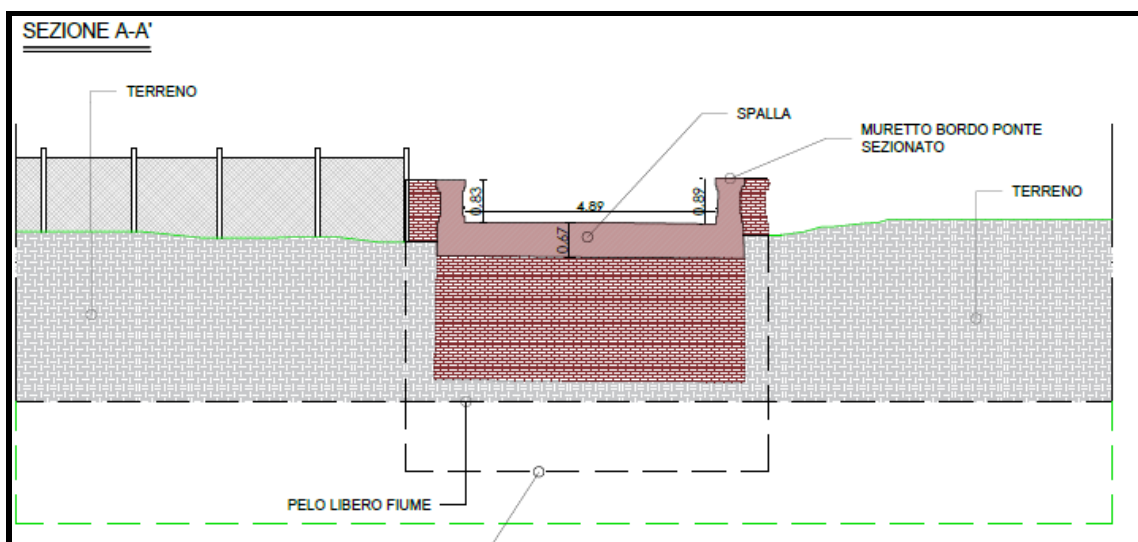 SEZIONE A-A'
TERRENO
SPALLA
MURETTO BORDO PONTE
SEZIONATO
TERRENO
0.83
4.89
0.89
0.67
PELO LIBERO FIUME